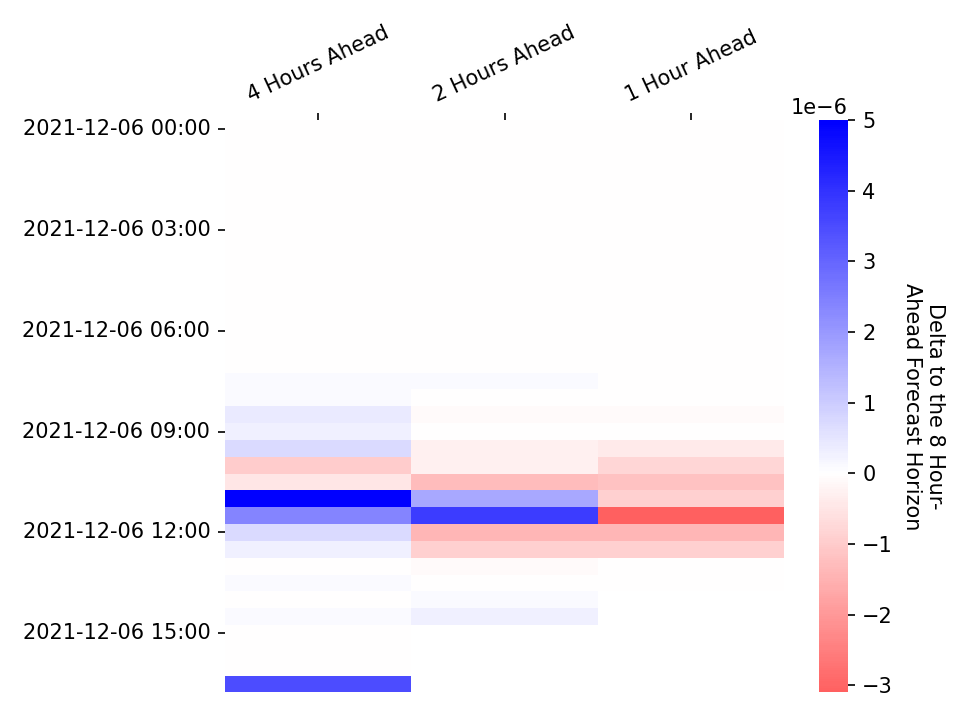 4 Hours Ahead
2 Hours Ahead
1 Hour Ahead
1e−6
2021-12-06 00:00
2021-12-06 03:00
2021-12-06 06:00
2021-12-06 09:00
2021-12-06 12:00
2021-12-06 15:00
5
4
3
2
1
0
−1
−2
−3
Delta to the 8 Hour-
Ahead Forecast Horizon